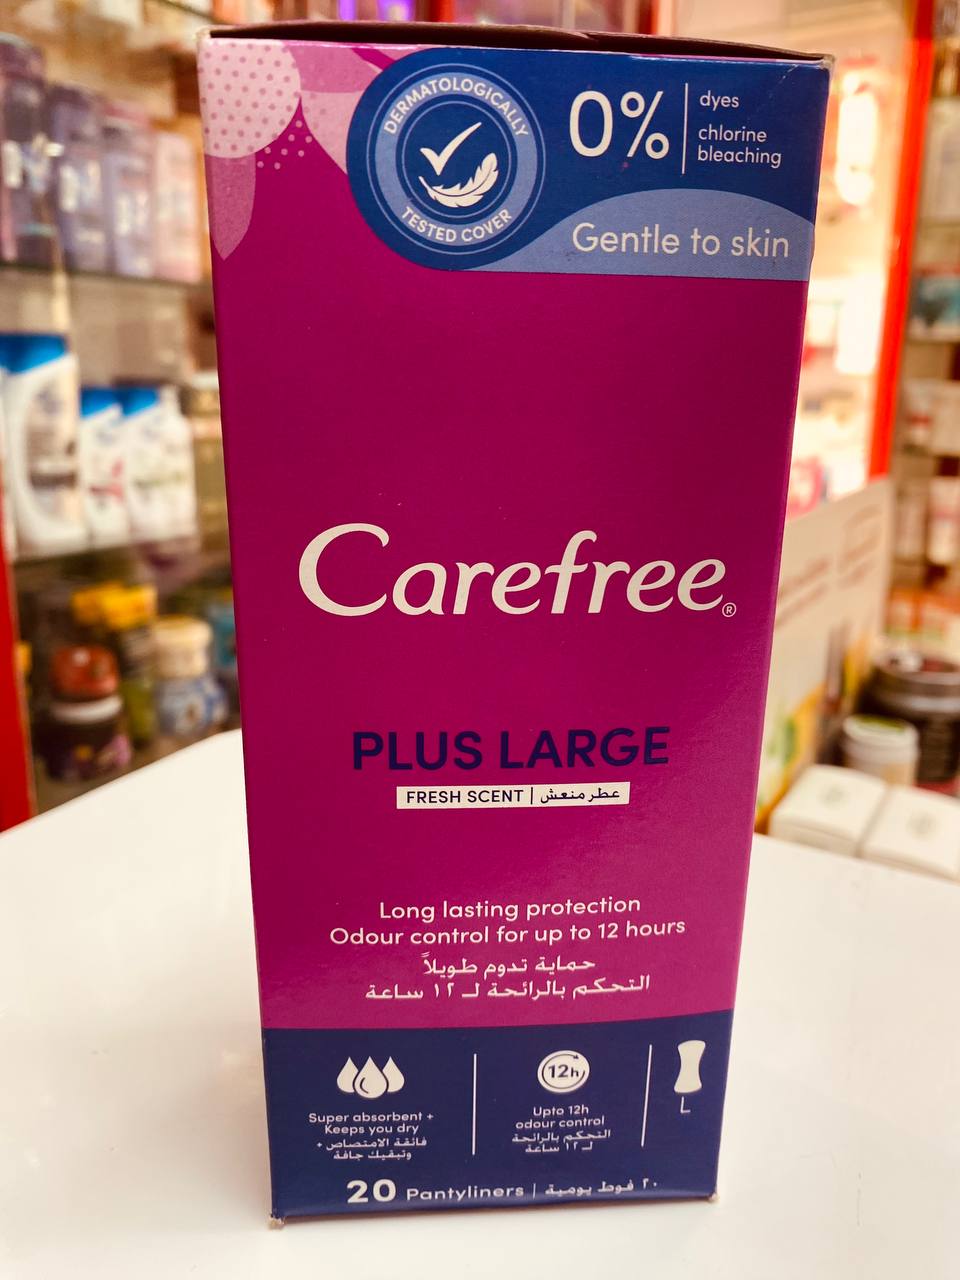 DERMATOLOGICALLY
TESTED COVER
0%
dyes
chlorine
bleaching
Gentle to skin
Carefree®
PLUS LARGE
FRESH SCENT | عطر منعش
Long lasting protection
Odour control for up to 12 hours
حماية تدوم طويلاً
التحكم بالرائحة لـ ١٢ ساعة
Super absorbent +
Keeps you dry
فائقة الامتصاص +
وتبقيك جافة
12h
Upto 12h
odour control
التحكم بالرائحة
لـ ١٢ ساعة
L
20 Pantyliners | ٢٠ فوط يومية